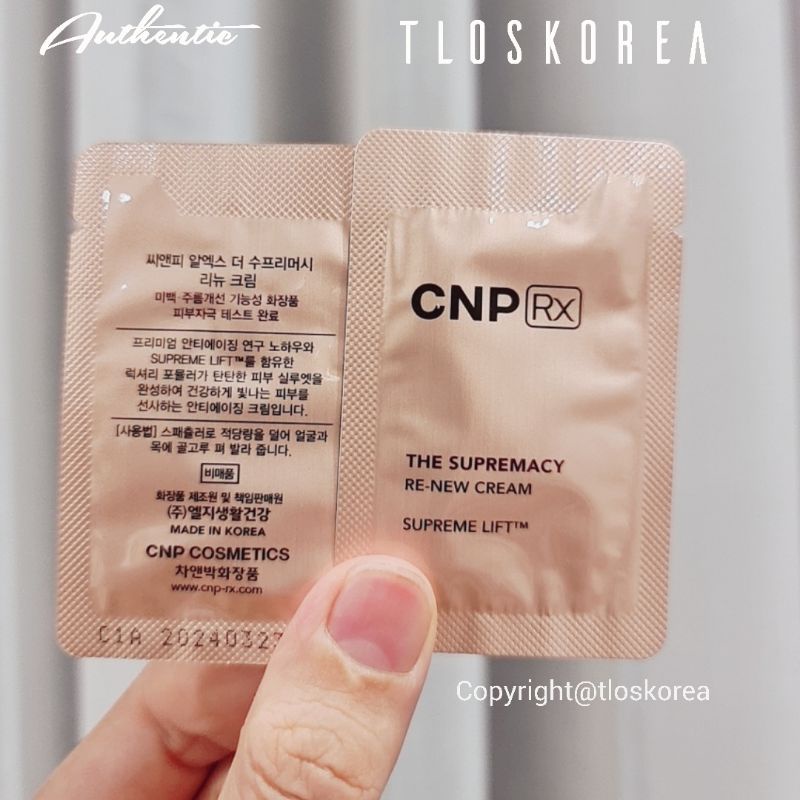 Authentic
TLOSKOREA
씨앤피 알엑스 더 수프리머시
리뉴 크림
미백·주름개선 기능성 화장품
피부자극 테스트 완료
프리미엄 안티에이징 연구 노하우와
SUPREME LIFT™를 함유한
럭셔리 포뮬러가 탄탄한 피부 실루엣을
완성하여 건강하게 빛나는 피부를
선사하는 안티에이징 크림입니다.
[사용법] 스패츌러로 적당량을 덜어 얼굴과
목에 골고루 펴 발라 줍니다.
비매품
화장품 제조원 및 책임판매원
(주)엘지생활건강
MADE IN KOREA
CNP COSMETICS
차앤박화장품
www.cnp-rx.com
C1A 20240323
CNP Rx
THE SUPREMACY
RE-NEW CREAM
SUPREME LIFT™
Copyright@tloskorea